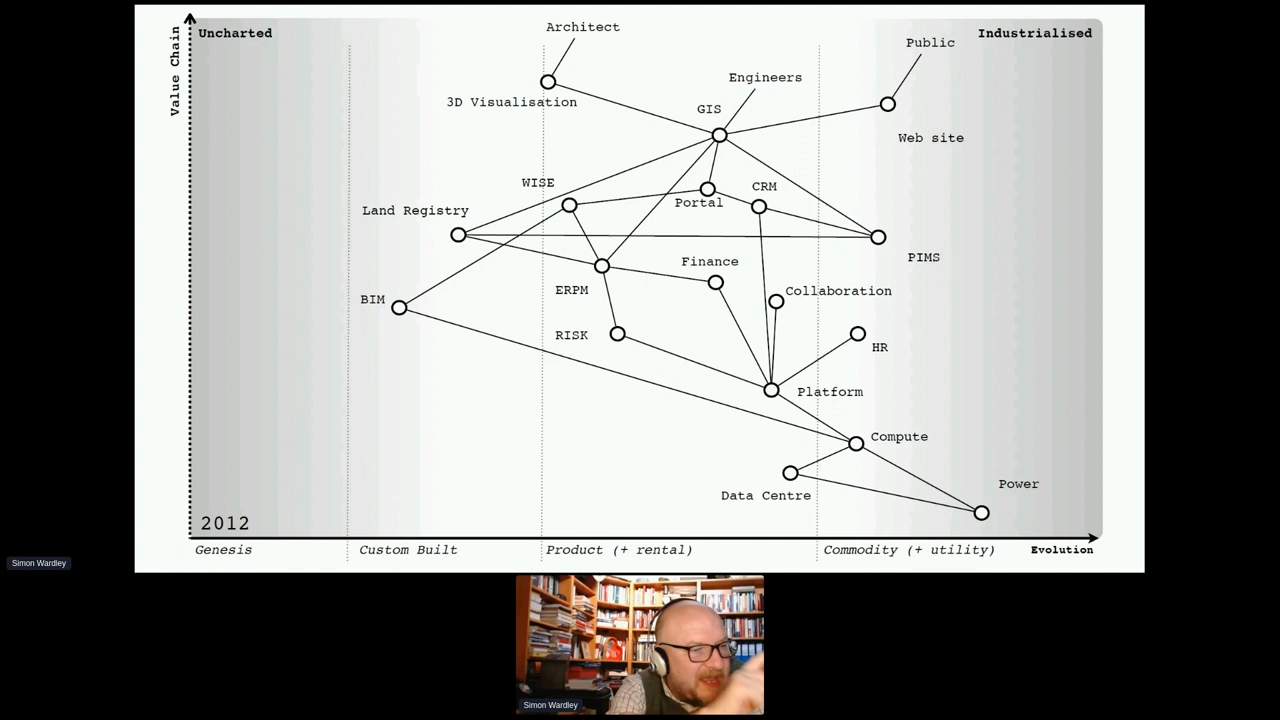 Architect
Value Chain
Uncharted
Industrialised
Public
Engineers
3D Visualisation
GIS
Web site
WISE
CRM
Portal
Land Registry
PIMS
Finance
ERPM
Collaboration
BIM
RISK
HR
Platform
Compute
Power
Data Centre
2012
Genesis
Custom Built
Product (+ rental)
Commodity (+ utility)
Evolution
Simon Wardley
Simon Wardley